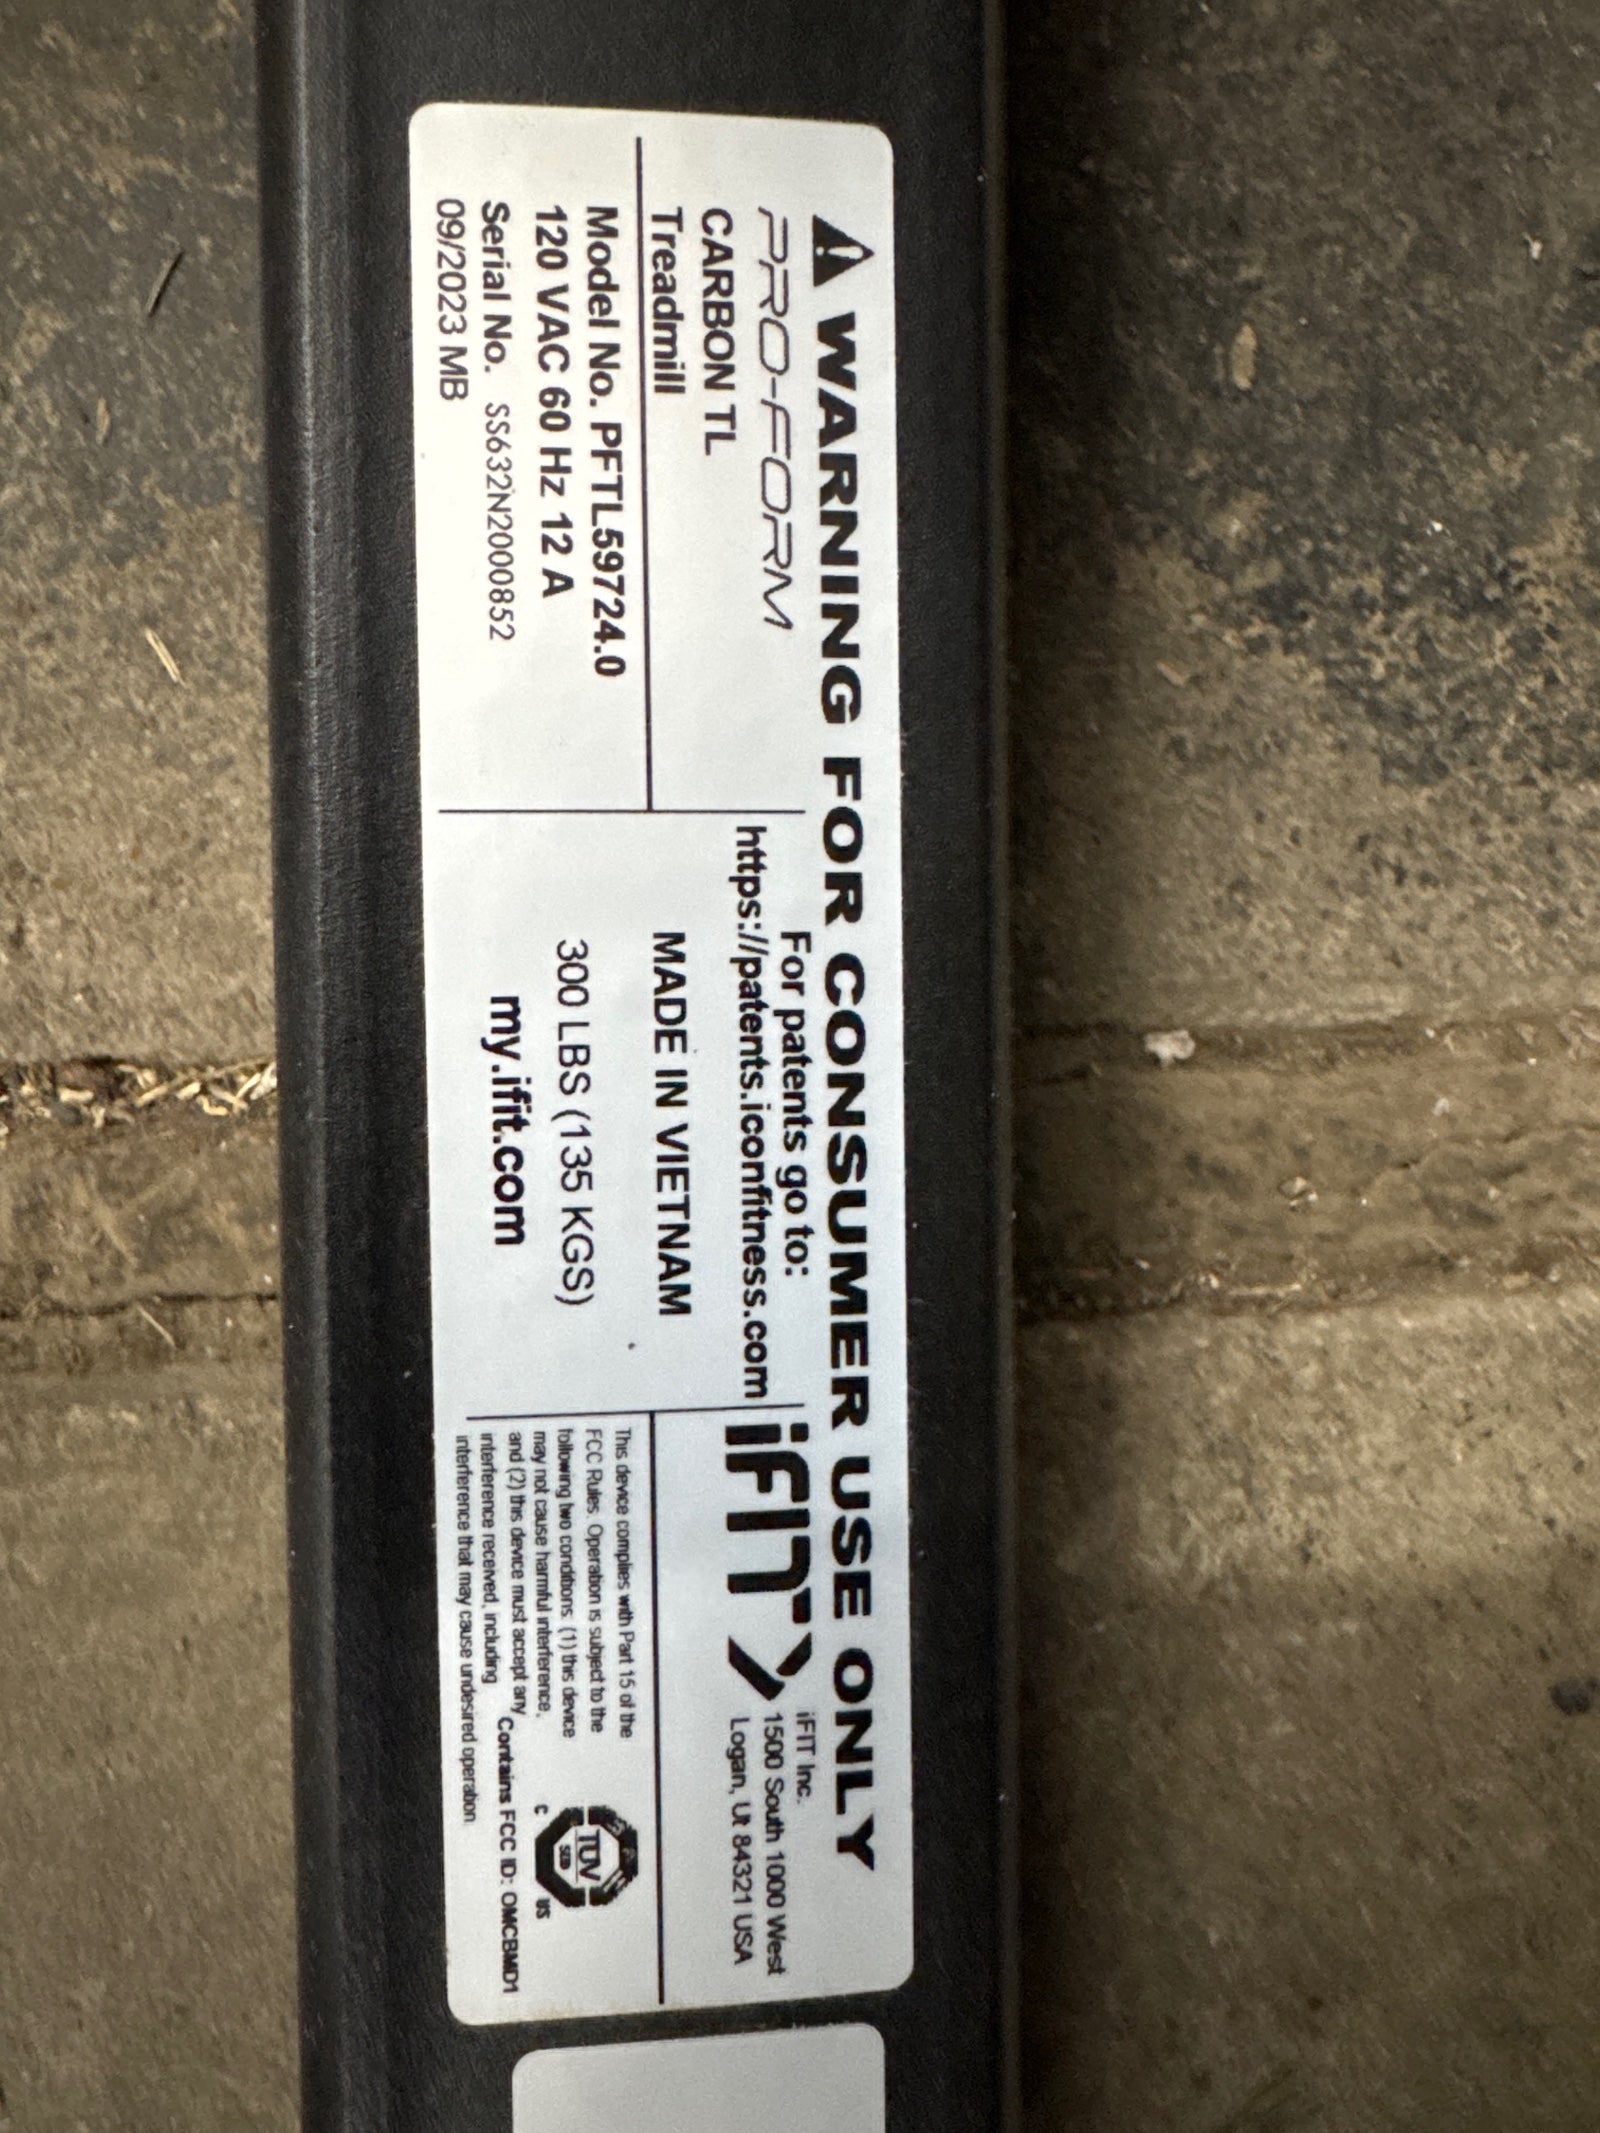 WARNING FOR CONSUMER USE ONLY
PRO-FORM
CARBON TL
Treadmill
Model No. PFTL59724.0
120 VAC 60 Hz 12 A
Serial No. SS632N2000852
09/2023 MB
For patents go to:
https://patents.iconfitness.com
MADE IN VIETNAM
300 LBS (135 KGS)
my.ifit.com
iFIT
iFIT Inc.
1500 South 1000 West
Logan, Ut 84321 USA
This device complies with Part 15 of the
FCC Rules. Operation is subject to the
following two conditions: (1) this device
may not cause harmful interference,
and (2) this device must accept any
interference received, including
interference that may cause undesired operation.
Contains FCC ID: OMCBMD1
TÜV
C US